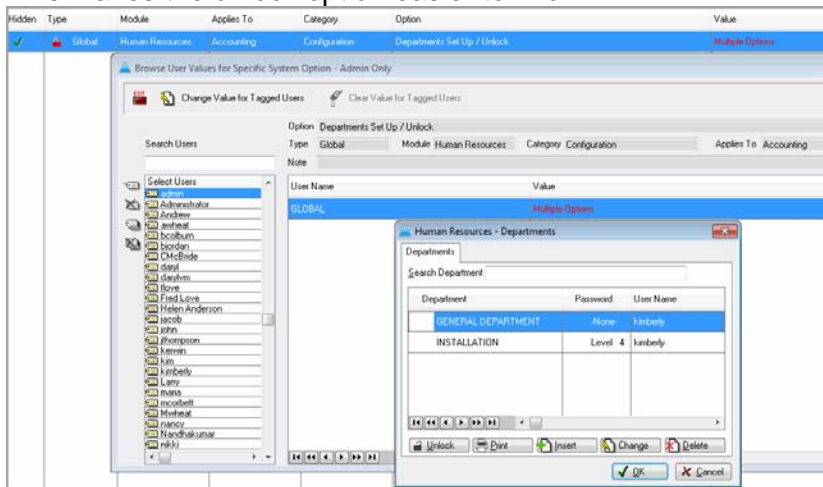 Hidden Type Module Applies To Category Option Value
Global Human Resources Accounting Configuration Departments Set Up / Unlock Multiple Options
Browse User Values for Specific System Option - Admin Only
Change Value for Tagged Users Clear Value for Tagged Users
Option Departments Set Up / Unlock
Search Users Type Global Module Human Resources Category Configuration Applies To Accounting
Note
Select Users
User Name Value
admin
Administrator
GLOBAL Multiple Options
Andrew
awheat
bcolburn
Human Resources - Departments
biordan
CMcBride
Departments
daryl
darylvm
Search Department
flove
Fred Love
Department Password User Name
Helen Anderson
jacob
GENERAL DEPARTMENT -None- kimberly
john
jthompson
INSTALLATION Level 4 kimberly
kerwin
kim
kimberly
Larry
maria
mcorbett
Mwheat
nancy
Unlock Print Insert Change Delete
Nandhakumar
nikki
OK Cancel